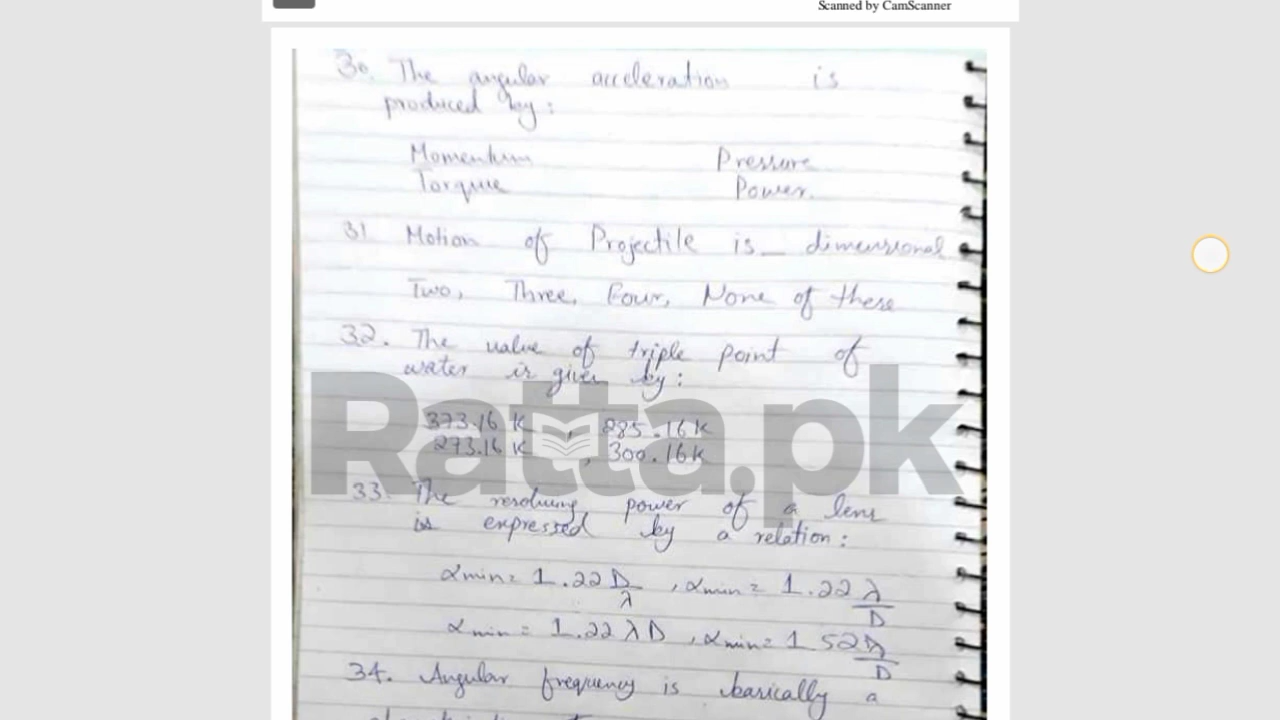 Scanned by CamScanner
30. The angular acceleration is
produced by:
Momentum Pressure
Torque Power.
31 Motion of Projectile is _ dimensional
Two, Three, Four, None of these
32. The value of triple point of
water is given by:
373.16 K , 285.16K
273.16 K , 300.16K
Ratta.pk
33. The resolving power of a lens
is expressed by a relation:
αmin = 1.22 D/λ , αmin = 1.22 λ/D
αmin = 1.22 λD , αmin = 1.52 λ/D
34. Angular frequency is basically a